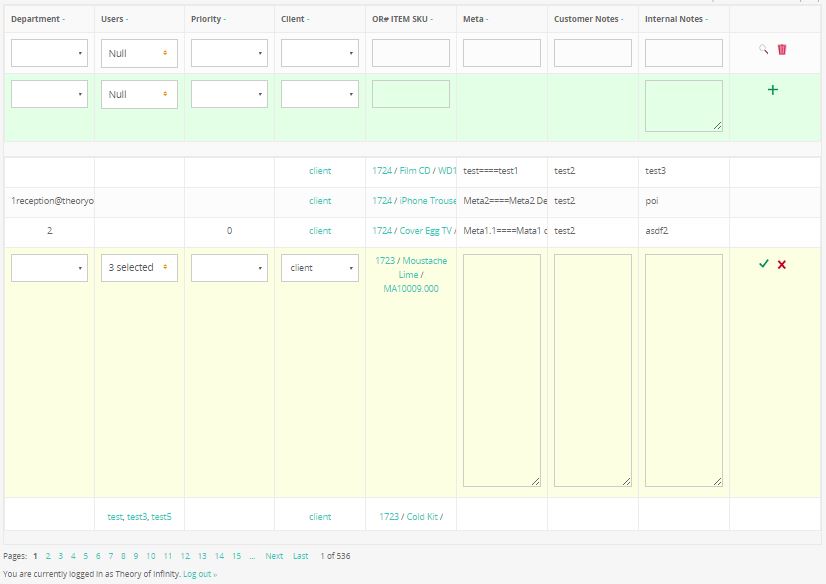 Department - Users - Priority - Client - OR# ITEM SKU - Meta - Customer Notes - Internal Notes -
Null
Null
client 1724 / Film CD / WD1 test====test1 test2 test3
1reception@theoryo client 1724 / iPhone Trouse Meta2====Meta2 De test2 poi
2 0 client 1724 / Cover Egg TV / Meta1.1====Mata1 test2 asdf2
3 selected client 1723 / Moustache
Lime /
MA10009.000
test, test3, test5 client 1723 / Cold Kit /
Pages: 1 2 3 4 5 6 7 8 9 10 11 12 13 14 15 ... Next Last 1 of 536
You are currently logged in as Theory of Infinity. Log out »